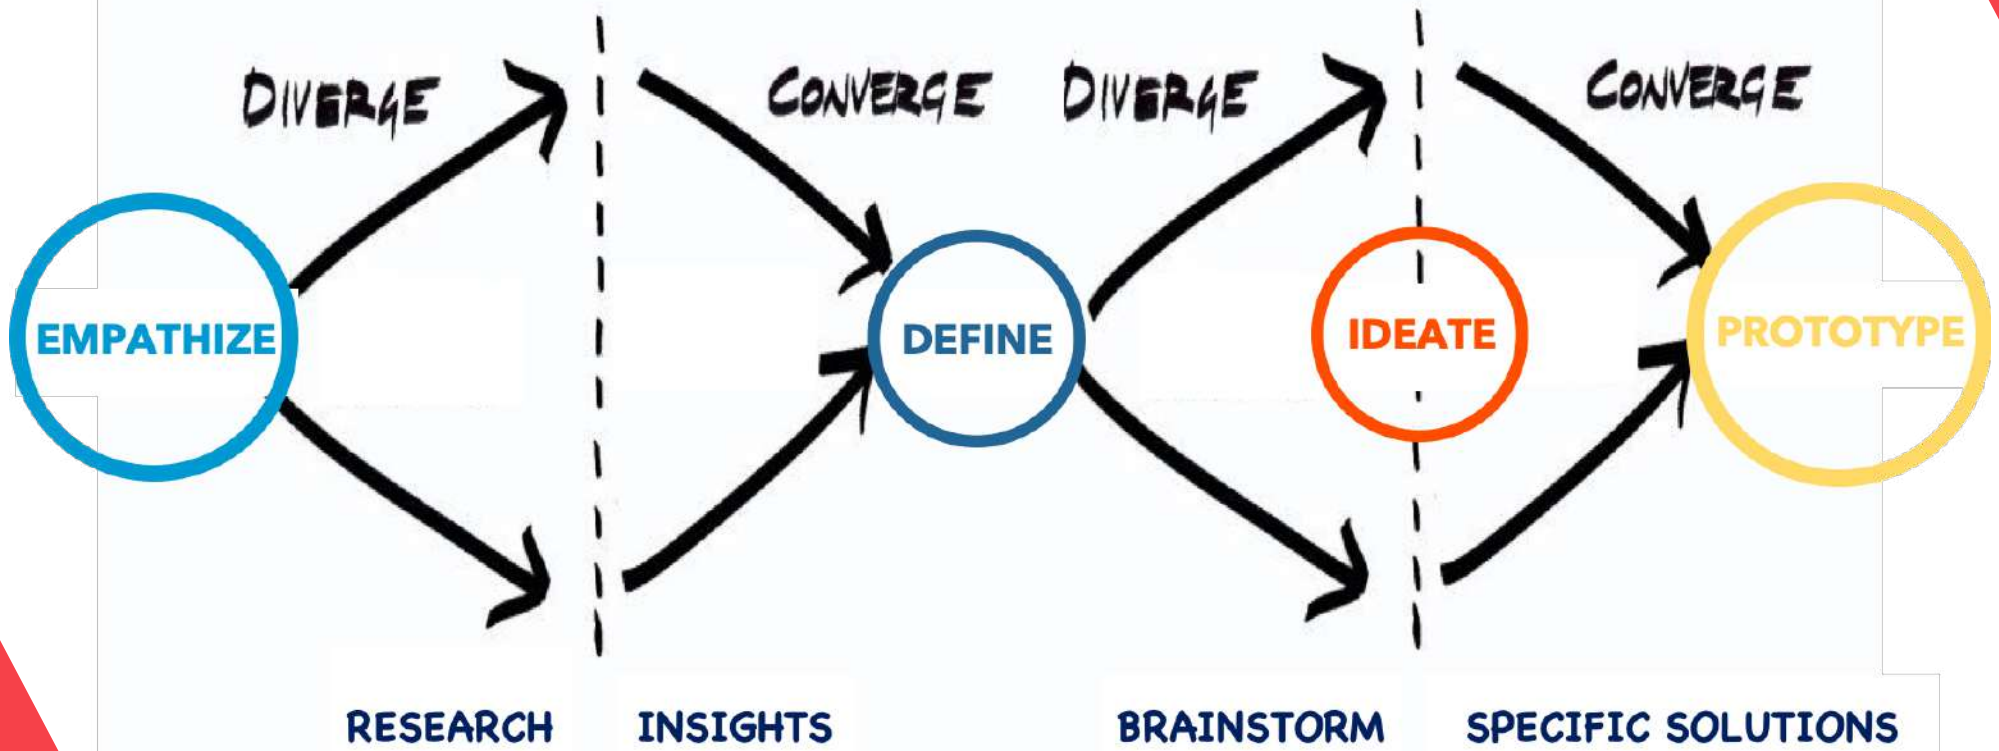 DIVERGE
CONVERGE
DIVERGE
CONVERGE
EMPATHIZE
DEFINE
IDEATE
PROTOTYPE
RESEARCH
INSIGHTS
BRAINSTORM
SPECIFIC SOLUTIONS